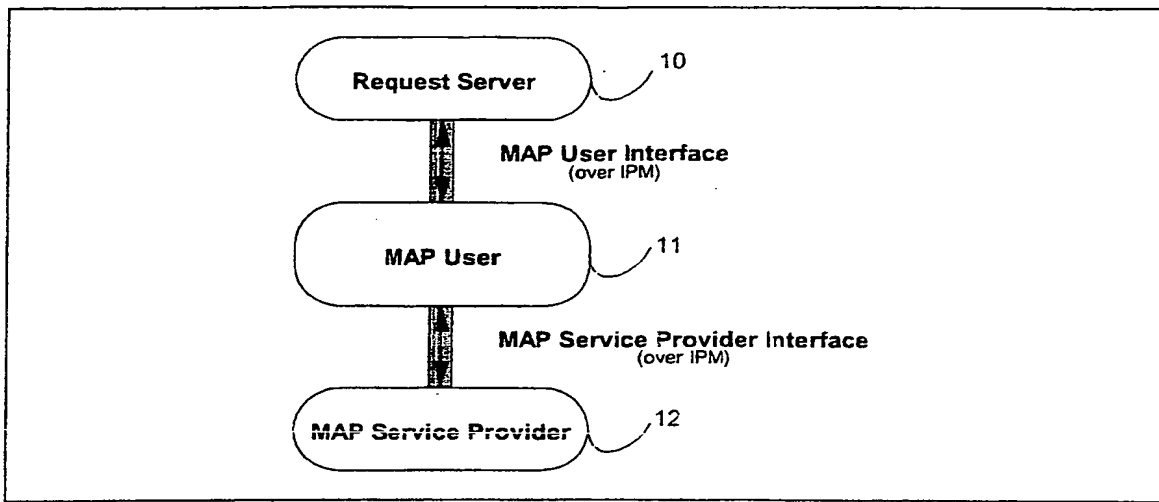 Request Server
10
MAP User Interface
(over IPM)
MAP User
11
MAP Service Provider Interface
(over IPM)
MAP Service Provider
12